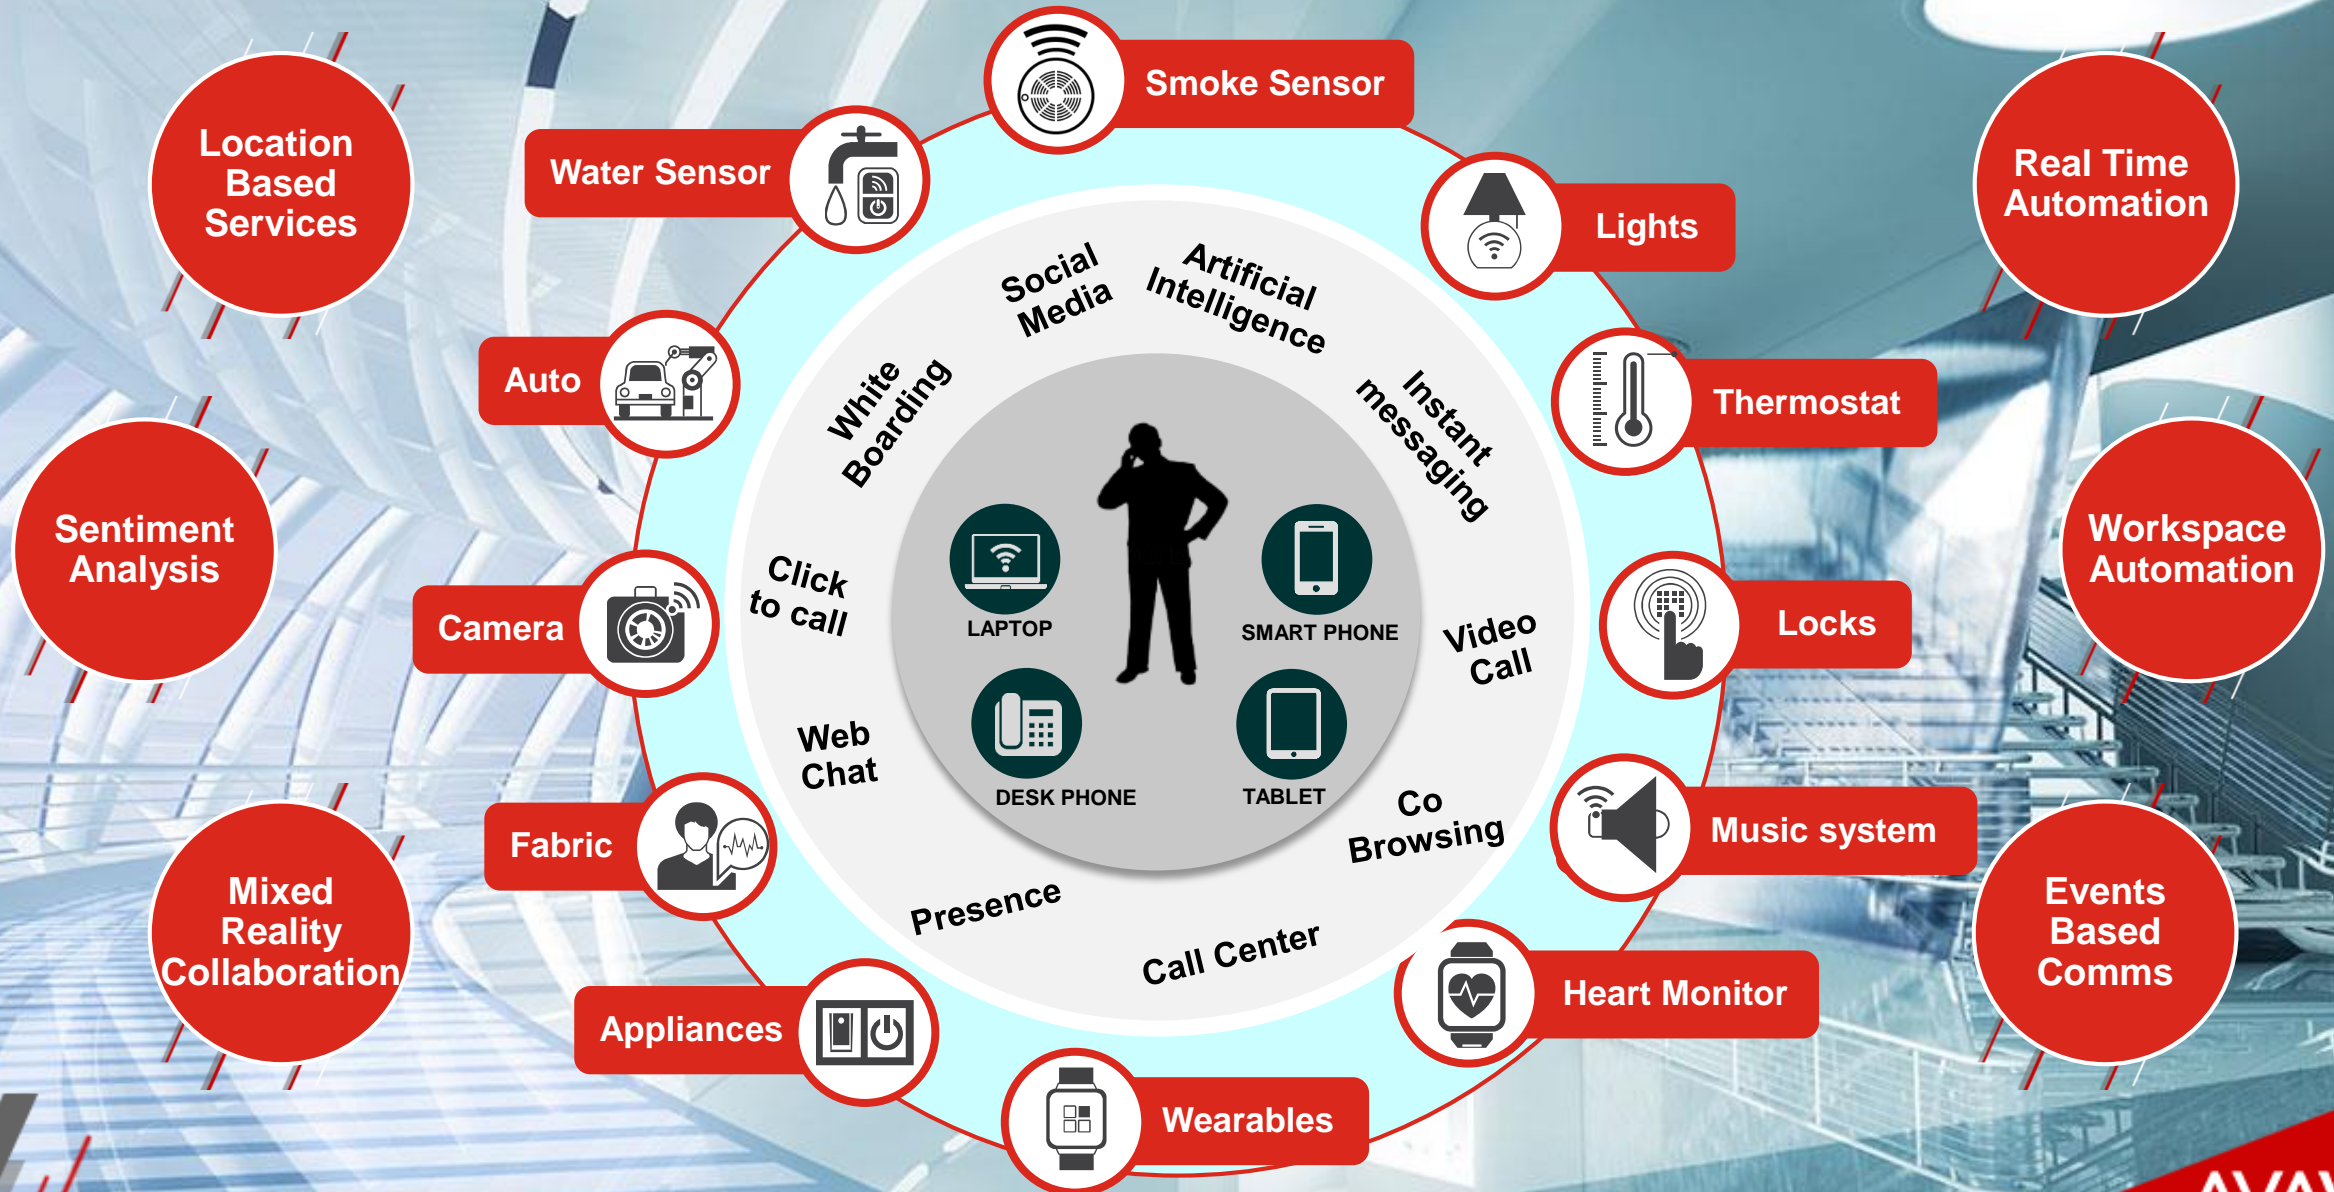 Smoke Sensor
Water Sensor
Lights
Location
Based
Services
Real Time
Automation
Social
Media
Artificial
Intelligence
Auto
Thermostat
White
Boarding
Instant
messaging
Sentiment
Analysis
Workspace
Automation
Camera
Click
to call
LAPTOP
SMART PHONE
Video
Call
Locks
Web
Chat
DESK PHONE
TABLET
Co
Browsing
Fabric
Music system
Mixed
Reality
Collaboration
Presence
Call Center
Events
Based
Comms
Appliances
Heart Monitor
Wearables